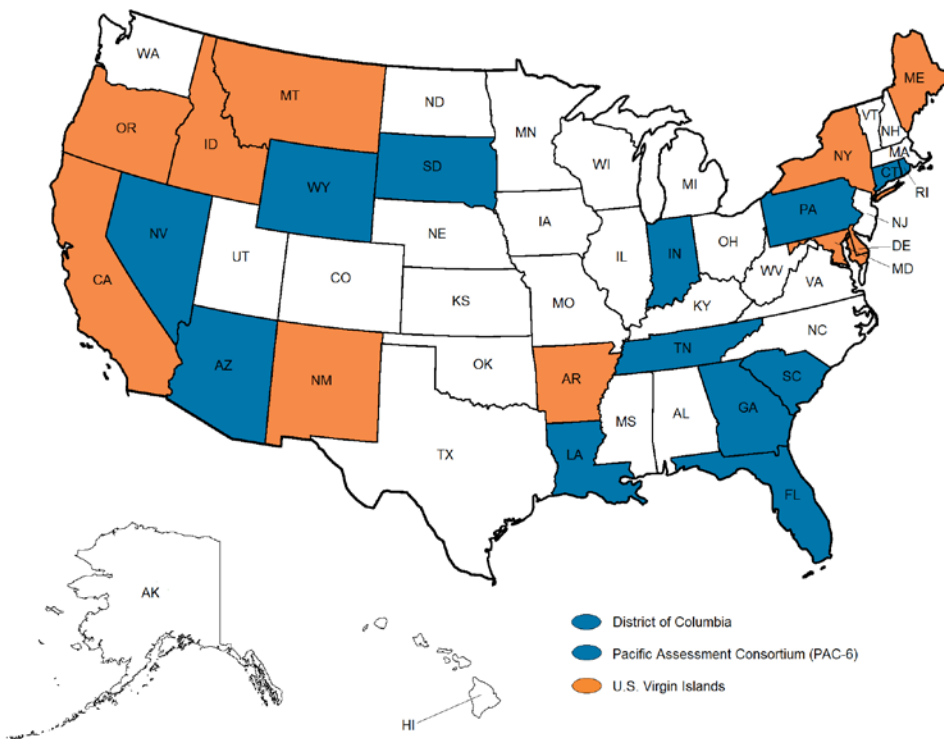 WA
MT
ND
MN
ME
VT
NH
OR
ID
SD
WI
MI
NY
MA
CT
RI
WY
IA
PA
NJ
NV
UT
NE
IL
IN
OH
DE
MD
CA
CO
KS
MO
WV
VA
KY
NC
AZ
NM
OK
AR
TN
SC
MS
AL
GA
TX
LA
FL
AK
HI
District of Columbia
Pacific Assessment Consortium (PAC-6)
U.S. Virgin Islands